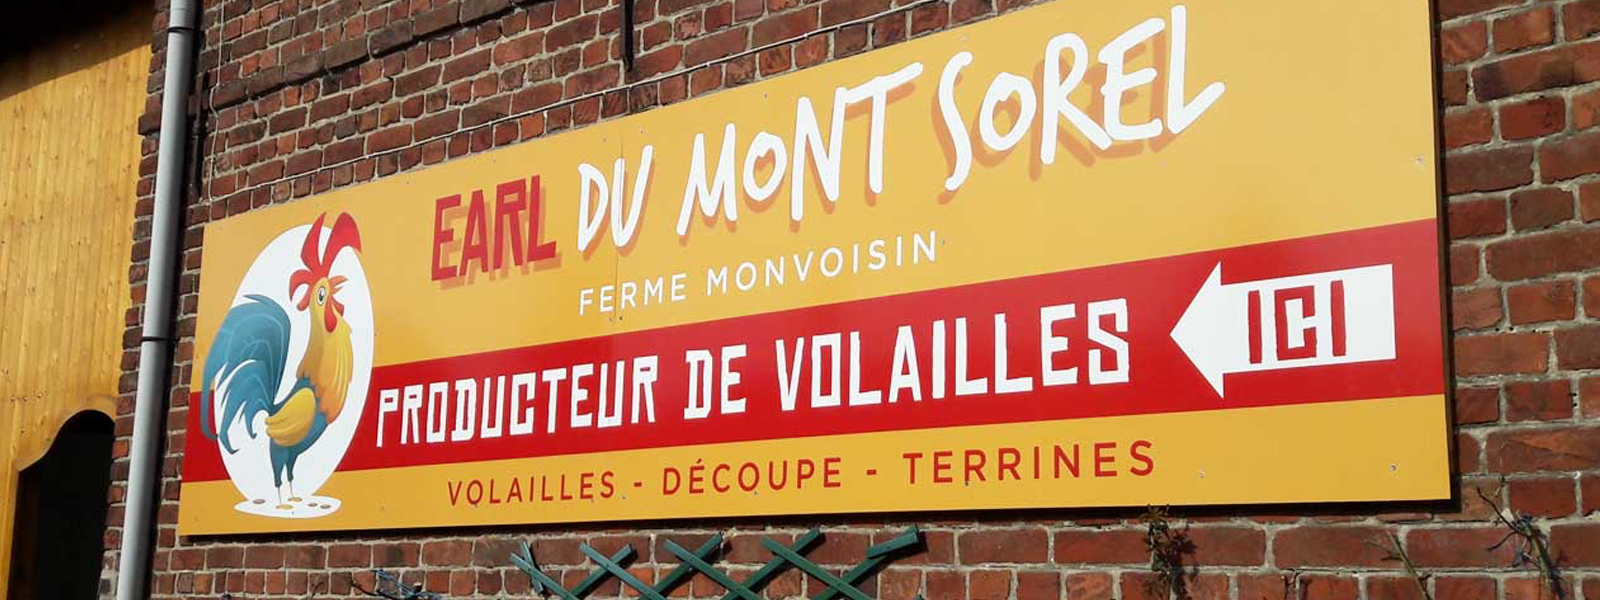 EARL DU MONT SOREL
FERME MONVOISIN
PRODUCTEUR DE VOLAILLES ICI
VOLAILLES - DÉCOUPE - TERRINES